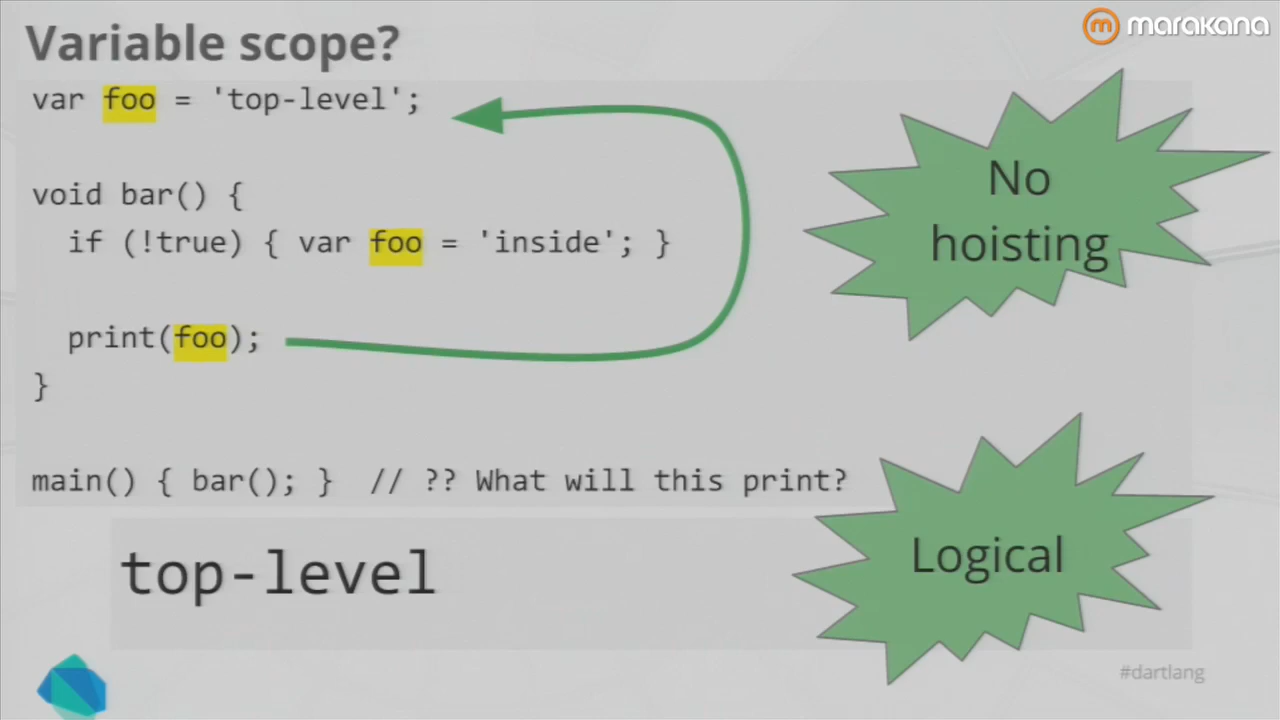 Variable scope?
marakana
var foo = 'top-level';
void bar() {
if (!true) { var foo = 'inside'; }
print(foo);
}
main() { bar(); } // ?? What will this print?
top-level
No
hoisting
Logical
#dartlang